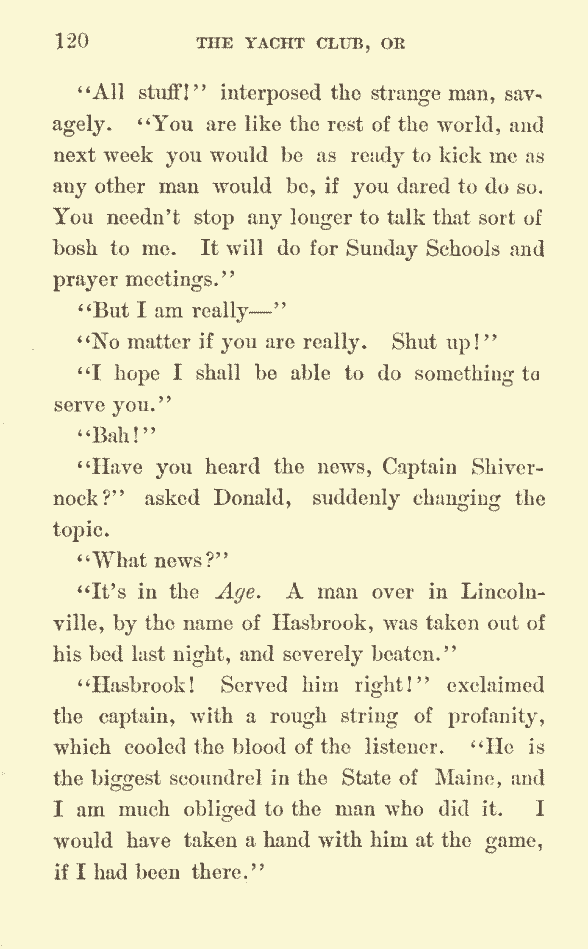 120 THE YACHT CLUB, OR
“All stuff!” interposed the strange man, sav-
agely. “You are like the rest of the world, and
next week you would be as ready to kick me as
any other man would be, if you dared to do so.
You needn’t stop any longer to talk that sort of
bosh to me. It will do for Sunday Schools and
prayer meetings.”
“But I am really—”
“No matter if you are really. Shut up!”
“I hope I shall be able to do something to
serve you.”
“Bah!”
“Have you heard the news, Captain Shiver-
nock?” asked Donald, suddenly changing the
topic.
“What news?”
“It’s in the Age. A man over in Lincoln-
ville, by the name of Hasbrook, was taken out of
his bed last night, and severely beaten.”
“Hasbrook! Served him right!” exclaimed
the captain, with a rough string of profanity,
which cooled the blood of the listener. “He is
the biggest scoundrel in the State of Maine, and
I am much obliged to the man who did it. I
would have taken a hand with him at the game,
if I had been there.”